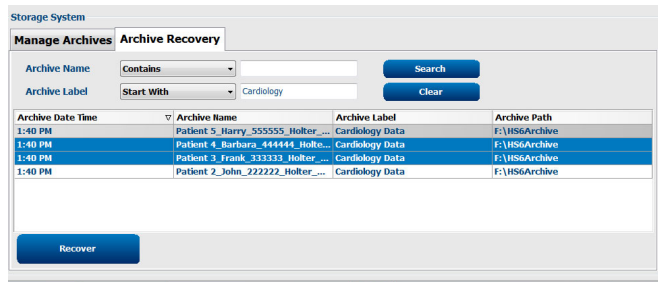 Storage System
Manage Archives Archive Recovery
Archive Name Contains Search
Archive Label Start With Cardiology Clear
Archive Date Time Archive Name Archive Label Archive Path
1:40 PM Patient 5_Harry_555555_Holter_... Cardiology Data F:\HS6Archive
1:40 PM Patient 4_Barbara_444444_Holte... Cardiology Data F:\HS6Archive
1:40 PM Patient 3_Frank_333333_Holter_... Cardiology Data F:\HS6Archive
1:40 PM Patient 2_John_222222_Holter_... Cardiology Data F:\HS6Archive
Recover